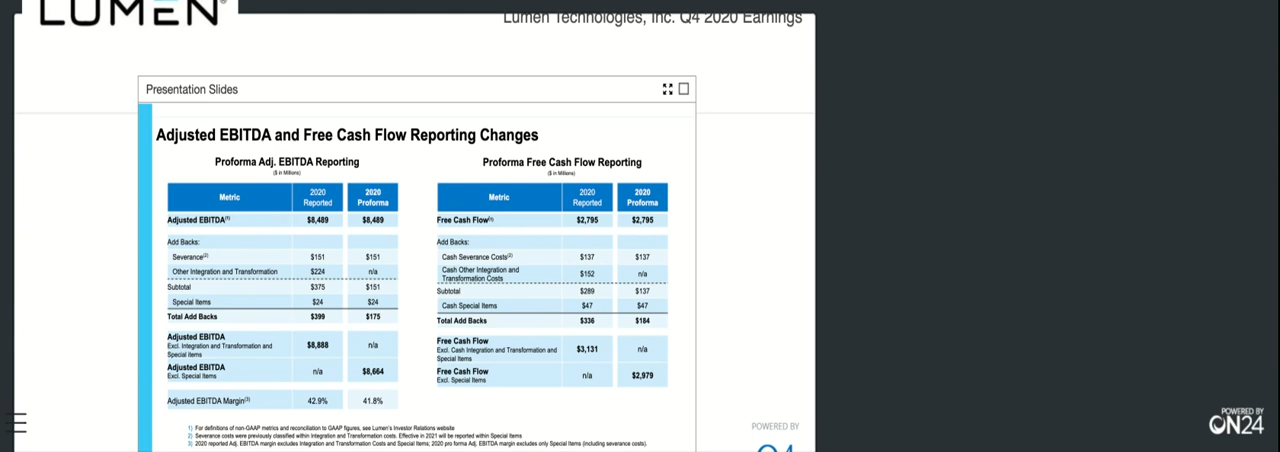 LUMEN®
Lumen Technologies, Inc. Q4 2020 Earnings
Presentation Slides
Adjusted EBITDA and Free Cash Flow Reporting Changes
Proforma Adj. EBITDA Reporting
($ in Millions)
Metric 2020 Reported 2020 Proforma
Adjusted EBITDA(1) $8,489 $8,489
Add Backs:
Severance(2) $151 $151
Other Integration and Transformation $224 n/a
Subtotal $375 $151
Special Items $24 $24
Total Add Backs $399 $175
Adjusted EBITDA
Excl. Integration and Transformation and
Special items
$8,888 n/a
Adjusted EBITDA
Excl. Special Items
n/a $8,664
Adjusted EBITDA Margin(3) 42.9% 41.8%
Proforma Free Cash Flow Reporting
($ in Millions)
Metric 2020 Reported 2020 Proforma
Free Cash Flow(1) $2,795 $2,795
Add Backs:
Cash Severance Costs(2) $137 $137
Cash Other Integration and
Transformation Costs
$152 n/a
Subtotal $289 $137
Cash Special Items $47 $47
Total Add Backs $336 $184
Free Cash Flow
Excl. Cash Integration and Transformation and
Special Items
$3,131 n/a
Free Cash Flow
Excl. Special Items
n/a $2,979
1) For definitions of non-GAAP metrics and reconciliation to GAAP figures, see Lumen's Investor Relations website
2) Severance costs were previously classified within Integration and Transformation costs. Effective in 2021 will be reported within Special Items
3) 2020 reported Adj. EBITDA margin excludes Integration and Transformation Costs and Special Items; 2020 pro forma Adj. EBITDA margin excludes only Special Items (including severance costs).
POWERED BY
Q4
POWERED BY
ON24